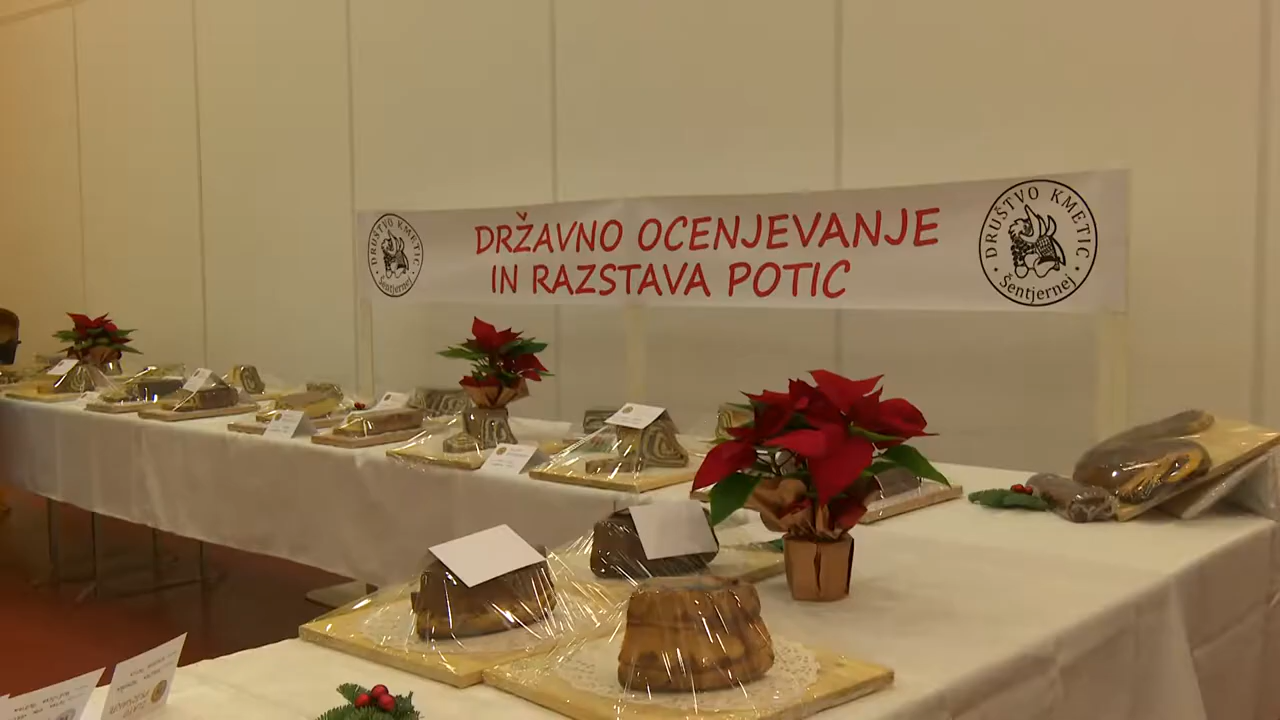 DRŽAVNO OCENJEVANJE
IN RAZSTAVA POTIC
DRUŠTVO KMETIC
Šentjernej
DRUŠTVO KMETIC
Šentjernej